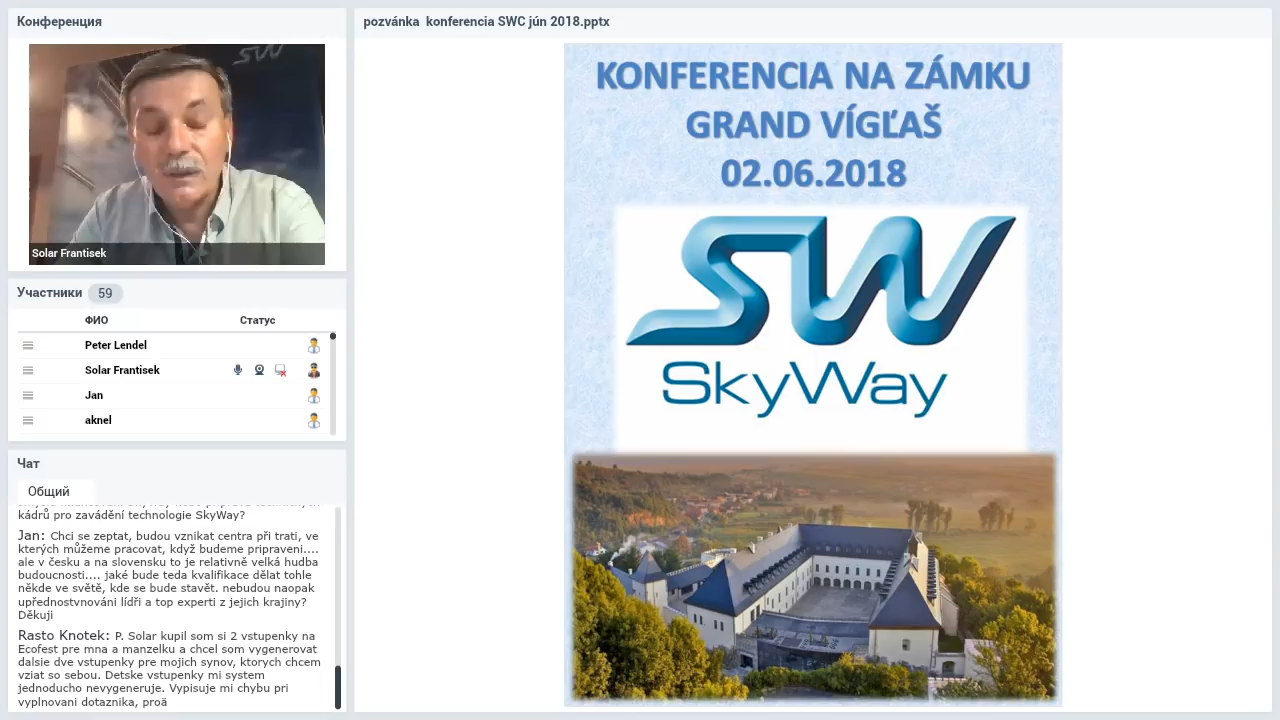 Конференция
SW
Solar Frantisek
Участники 59
ФИО Статус
Peter Lendel
Solar Frantisek
Jan
aknel
Чат
Общий
kádrů pro zavádění technologie SkyWay?
Jan: Chci se zeptat, budou vznikat centra při trati, ve
kterých můžeme pracovat, když budeme pripraveni....
ale v česku a na slovensku to je relativně velká hudba
budoucnosti.... jaké bude teda kvalifikace dělat tohle
někde ve světě, kde se bude stavět. nebudou naopak
upřednostvnováni lídři a top experti z jejich krajiny?
Děkuji
Rasto Knotek: P. Solar kupil som si 2 vstupenky na
Ecofest pre mna a manzelku a chcel som vygenerovat
dalsie dve vstupenky pre mojich synov, ktorych chcem
vziat so sebou. Detske vstupenky mi system
jednoducho nevygeneruje. Vypisuje mi chybu pri
vyplnovani dotaznika, proä
pozvánka konferencia SWC jún 2018.pptx
KONFERENCIA NA ZÁMKU
GRAND VÍGĽAŠ
02.06.2018
SW
SkyWay